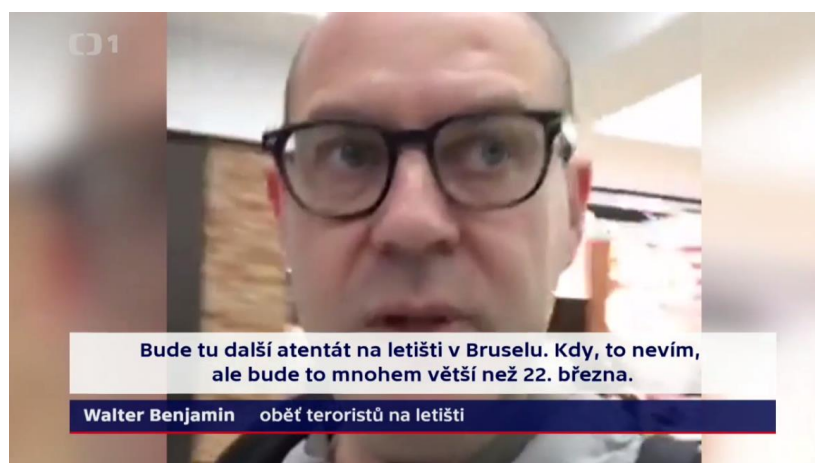 1
Bude tu další atentát na letišti v Bruselu. Kdy, to nevím,
ale bude to mnohem větší než 22. března.
Walter Benjamin oběť teroristů na letišti